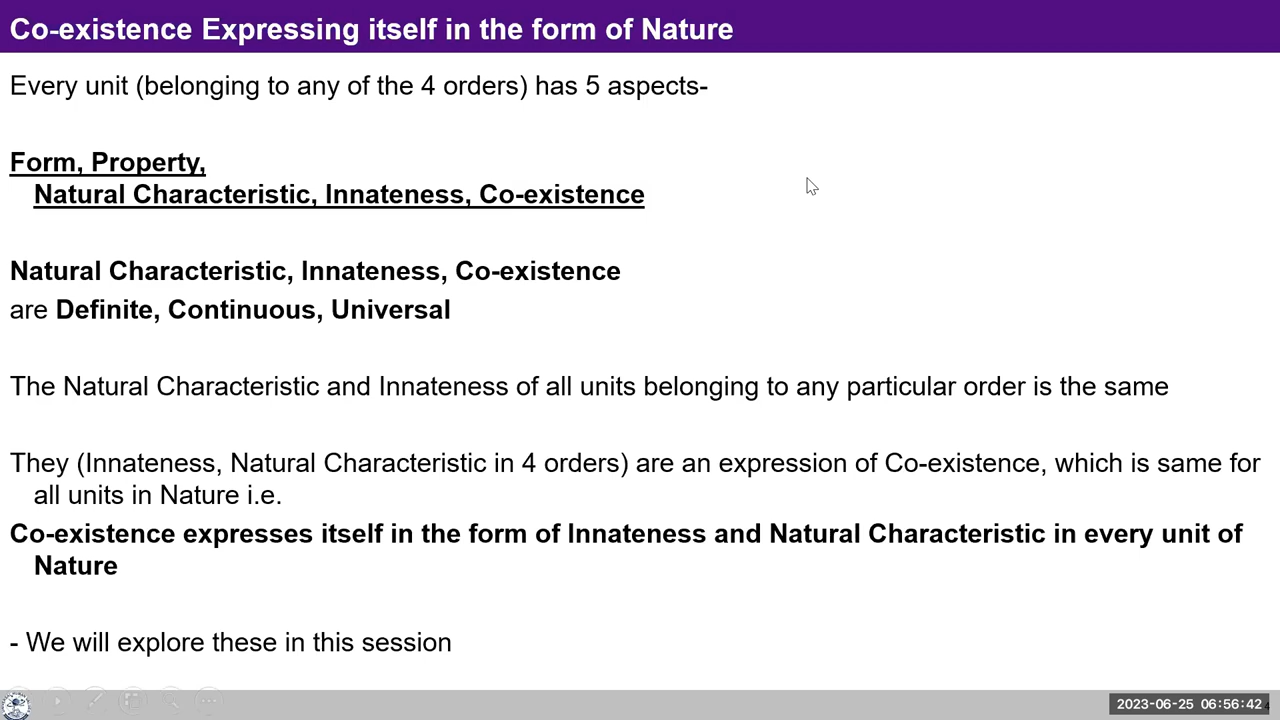 Co-existence Expressing itself in the form of Nature
Every unit (belonging to any of the 4 orders) has 5 aspects-
Form, Property,
Natural Characteristic, Innateness, Co-existence
Natural Characteristic, Innateness, Co-existence
are Definite, Continuous, Universal
The Natural Characteristic and Innateness of all units belonging to any particular order is the same
They (Innateness, Natural Characteristic in 4 orders) are an expression of Co-existence, which is same for
all units in Nature i.e.
Co-existence expresses itself in the form of Innateness and Natural Characteristic in every unit of
Nature
- We will explore these in this session
2023-06-25 06:56:42